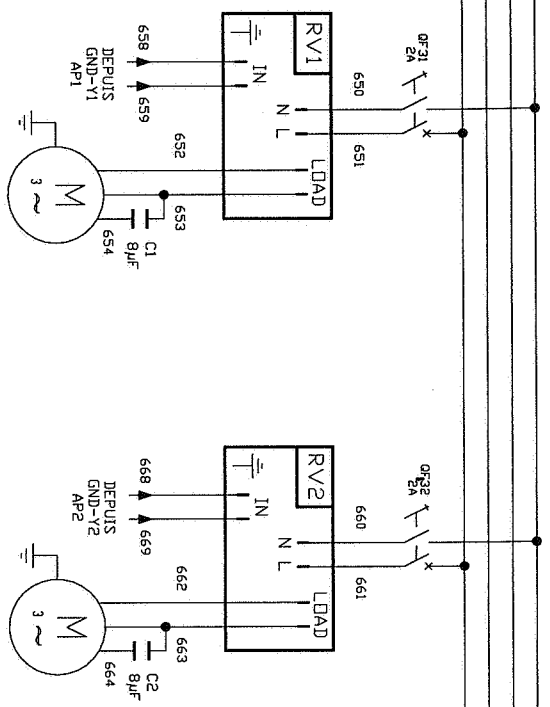 QF31
2A
650
651
RV1
IN
N
L
LOAD
658
659
DEPUIS
GND-Y1
AP1
652
653
654
C1
8µF
M
3 ~
QF32
2A
660
661
RV2
IN
N
L
LOAD
668
669
DEPUIS
GND-Y2
AP2
662
663
664
C2
8µF
M
3 ~